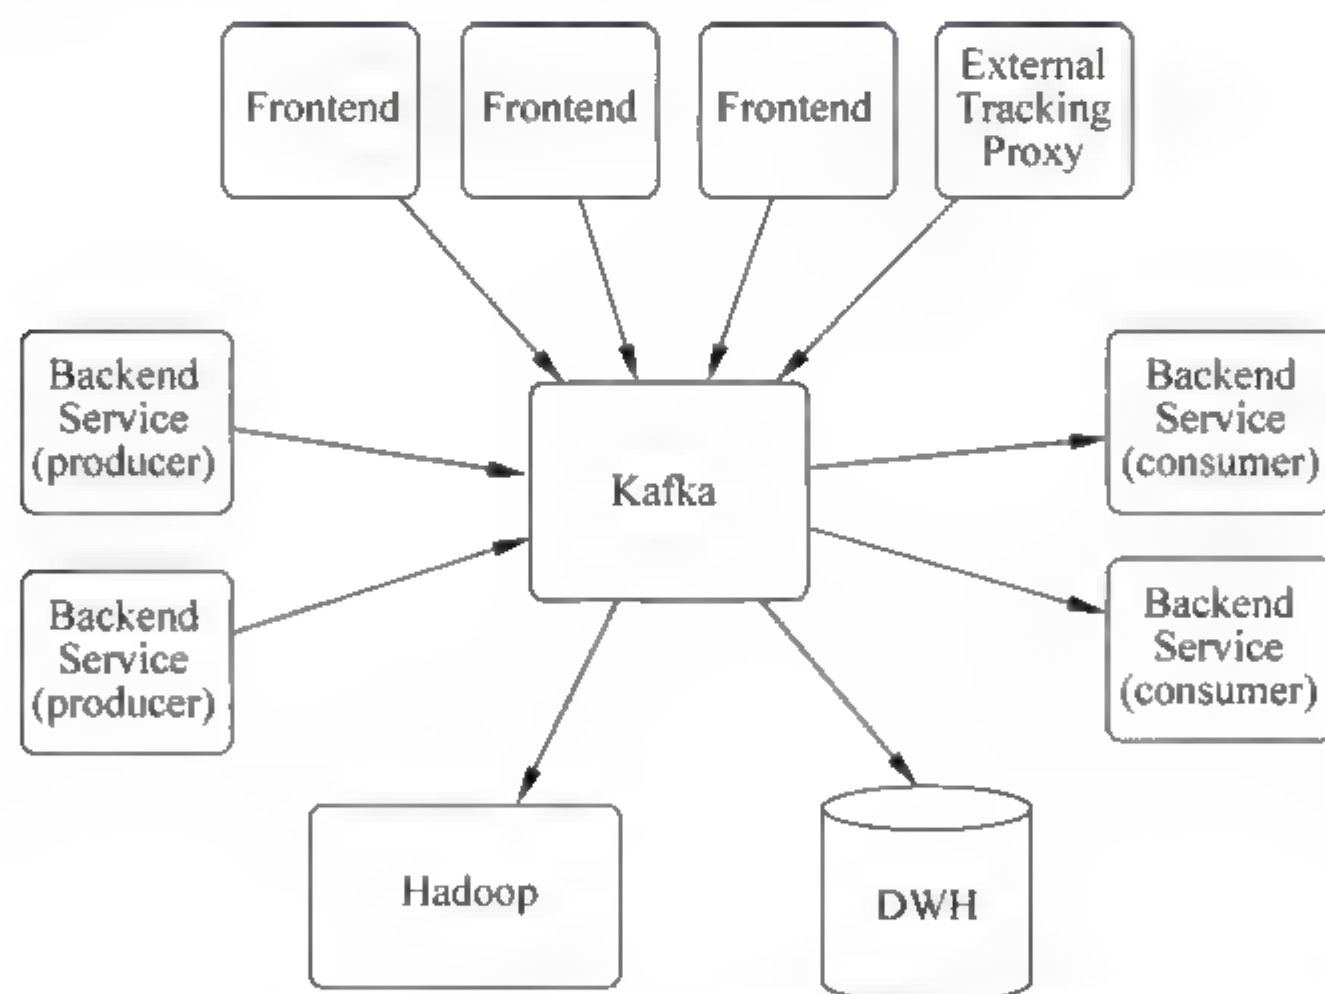 Frontend
Frontend
Frontend
External
Tracking
Proxy
Backend
Service
(producer)
Kafka
Backend
Service
(consumer)
Backend
Service
(producer)
Backend
Service
(consumer)
Hadoop
DWH